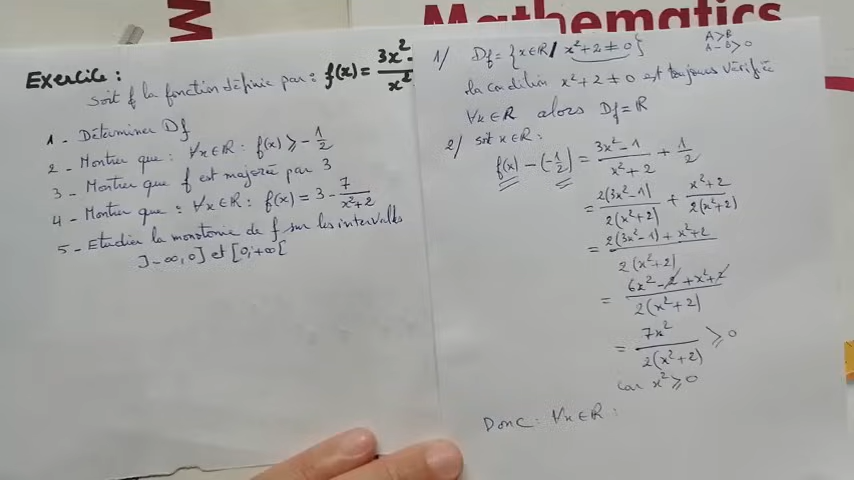 Mathematics
Exercice :
Soit f la fonction définie par : f(x) = (3x²-)/(x²
1 - Déterminer Df
2 - Montrer que : ∀x∈ℝ : f(x) ⩾ -1/2
3 - Montrer que f est majorée par 3
4 - Montrer que : ∀x∈ℝ : f(x) = 3 - 7/(x²+2)
5 - Etudier la monotonie de f sur les intervalles
]-∞,0] et [0,+∞[
1/ Df = {x∈ℝ / x²+2 ≠ 0}
A>B
A-B>0
la condition x²+2 ≠ 0 est toujours vérifiée
∀x∈ℝ alors Df = ℝ
2/ soit x∈ℝ :
f(x) - (-1/2) = (3x²-1)/(x²+2) + 1/2
= 2(3x²-1)/2(x²+2) + (x²+2)/2(x²+2)
= (2(3x²-1) + x²+2)/2(x²+2)
= (6x²-2+x²+2)/2(x²+2)
= 7x²/2(x²+2) ⩾ 0
car x² ⩾ 0
Donc : ∀x∈ℝ :